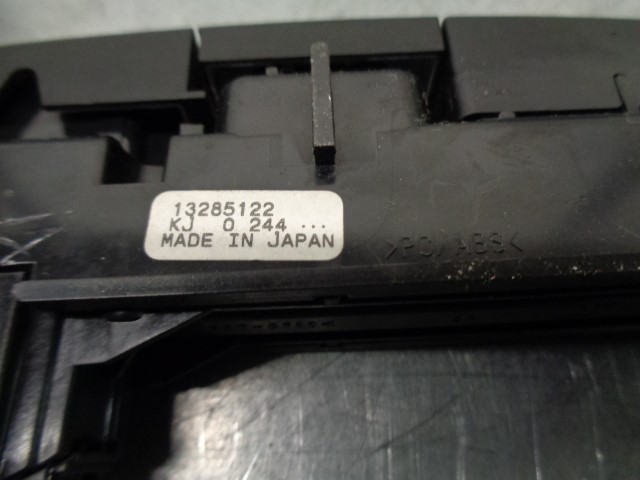 13285122
KJ 0 244 ...
MADE IN JAPAN
>PC/ABS<